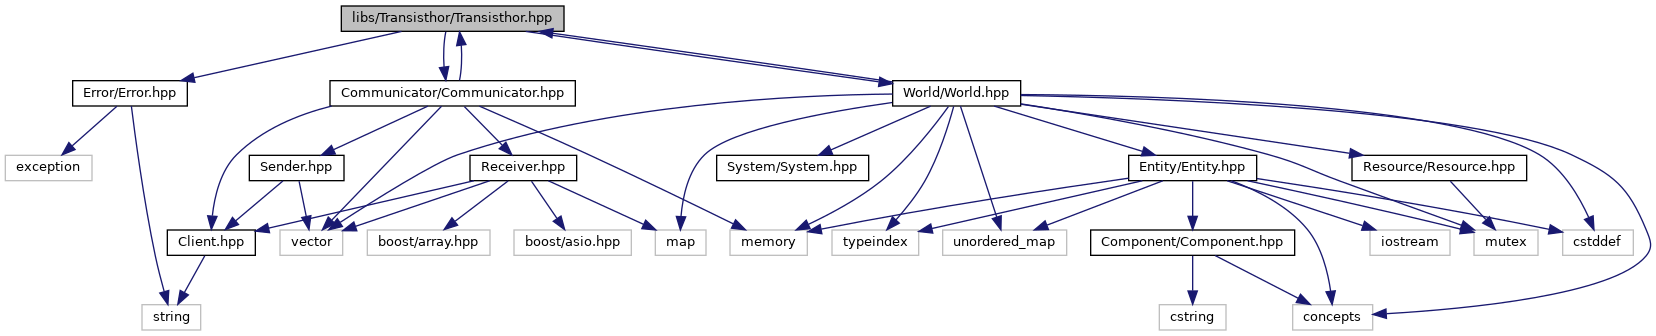 libs/Transisthor/Transisthor.hpp
Error/Error.hpp
Communicator/Communicator.hpp
World/World.hpp
exception
Sender.hpp
Receiver.hpp
System/System.hpp
Entity/Entity.hpp
Resource/Resource.hpp
Client.hpp
vector
boost/array.hpp
boost/asio.hpp
map
memory
typeindex
unordered_map
Component/Component.hpp
iostream
mutex
cstddef
string
cstring
concepts